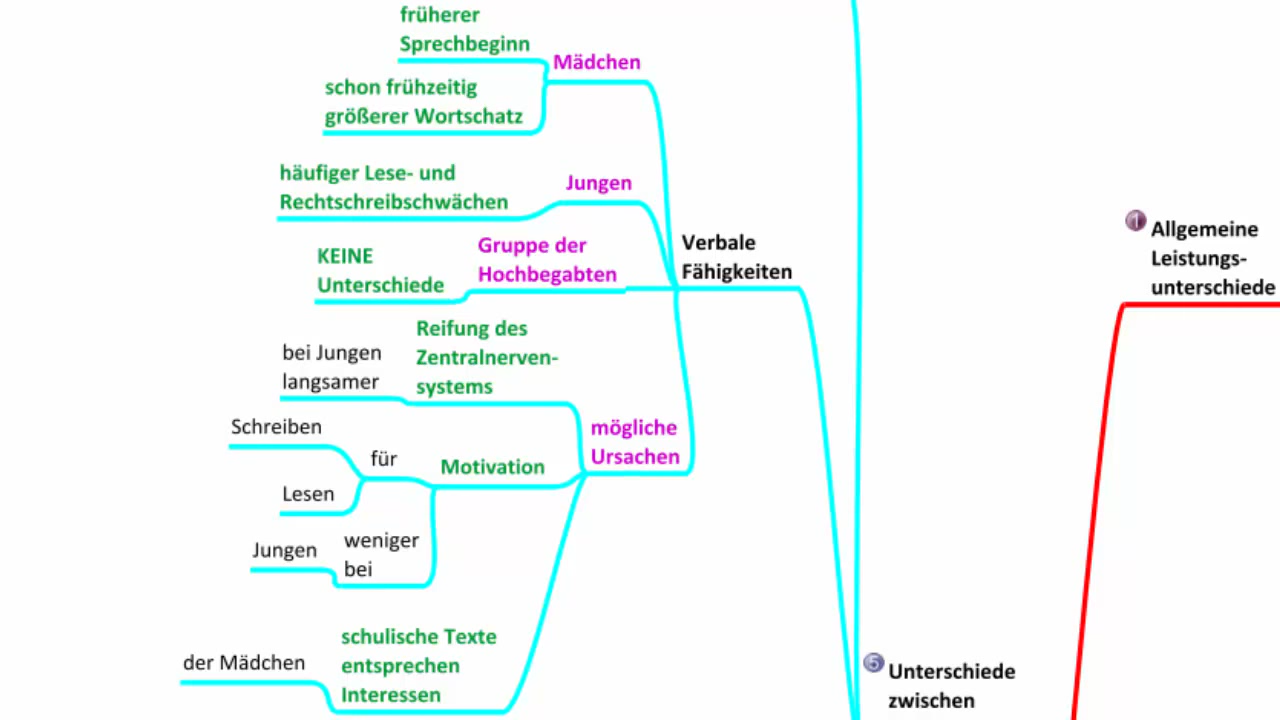 früherer
Sprechbeginn
Mädchen
schon frühzeitig
größerer Wortschatz
häufiger Lese- und
Rechtschreibschwächen
Jungen
KEINE
Unterschiede
Gruppe der
Hochbegabten
Verbale
Fähigkeiten
bei Jungen
langsamer
Reifung des
Zentralnerven-
systems
mögliche
Ursachen
Schreiben
für
Lesen
Motivation
Jungen
weniger
bei
der Mädchen
schulische Texte
entsprechen
Interessen
1
Allgemeine
Leistungs-
unterschiede
5
Unterschiede
zwischen